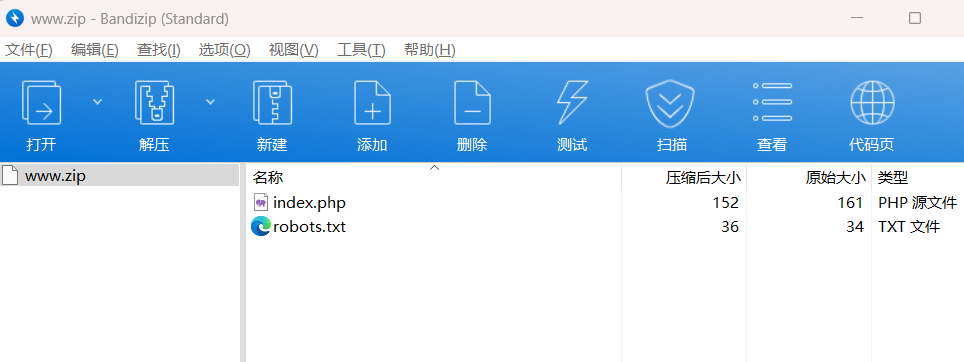 www.zip - Bandizip (Standard)
文件(F) 编辑(E) 查找(I) 选项(O) 视图(V) 工具(T) 帮助(H)
打开 解压 新建 添加 删除 测试 扫描 查看 代码页
www.zip
名称 压缩后大小 原始大小 类型
index.php 152 161 PHP 源文件
robots.txt 36 34 TXT 文件